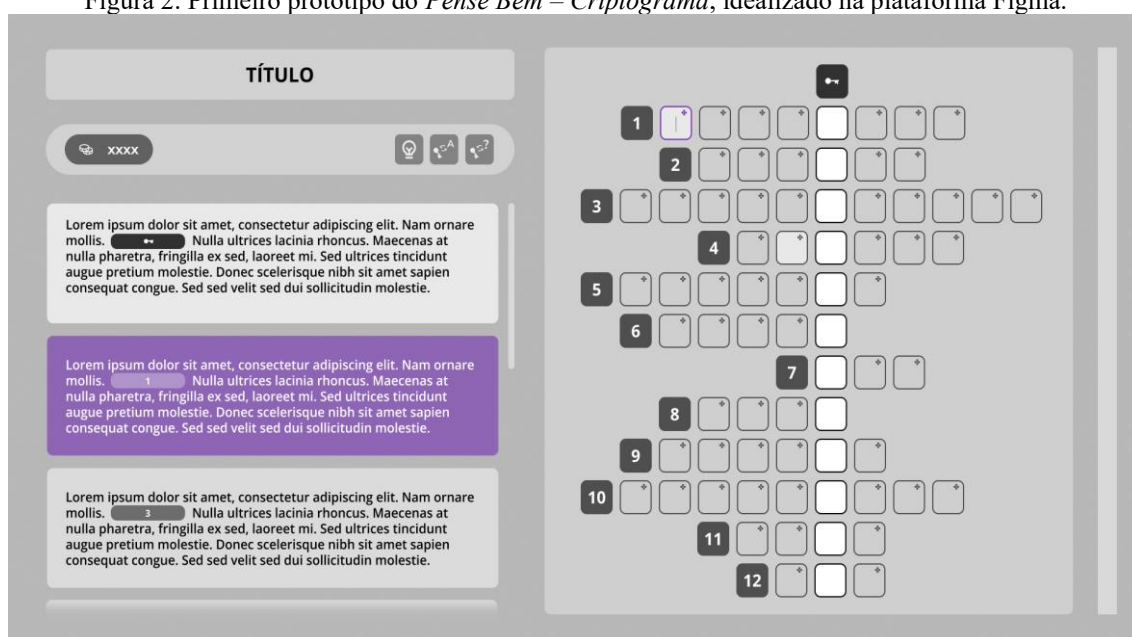 Figura 2: Primeiro protótipo do Pense Bem – Criptograma, idealizado na plataforma Figma.
TÍTULO
xxxx
A
?
Lorem ipsum dolor sit amet, consectetur adipiscing elit. Nam ornare
mollis. Nulla ultrices lacinia rhoncus. Maecenas at
nulla pharetra, fringilla ex sed, laoreet mi. Sed ultrices tincidunt
augue pretium molestie. Donec scelerisque nibh sit amet sapien
consequat congue. Sed sed velit sed dui sollicitudin molestie.
Lorem ipsum dolor sit amet, consectetur adipiscing elit. Nam ornare
mollis. 1 Nulla ultrices lacinia rhoncus. Maecenas at
nulla pharetra, fringilla ex sed, laoreet mi. Sed ultrices tincidunt
augue pretium molestie. Donec scelerisque nibh sit amet sapien
consequat congue. Sed sed velit sed dui sollicitudin molestie.
Lorem ipsum dolor sit amet, consectetur adipiscing elit. Nam ornare
mollis. 3 Nulla ultrices lacinia rhoncus. Maecenas at
nulla pharetra, fringilla ex sed, laoreet mi. Sed ultrices tincidunt
augue pretium molestie. Donec scelerisque nibh sit amet sapien
consequat congue. Sed sed velit sed dui sollicitudin molestie.
1
2
3
4
5
6
7
8
9
10
11
12